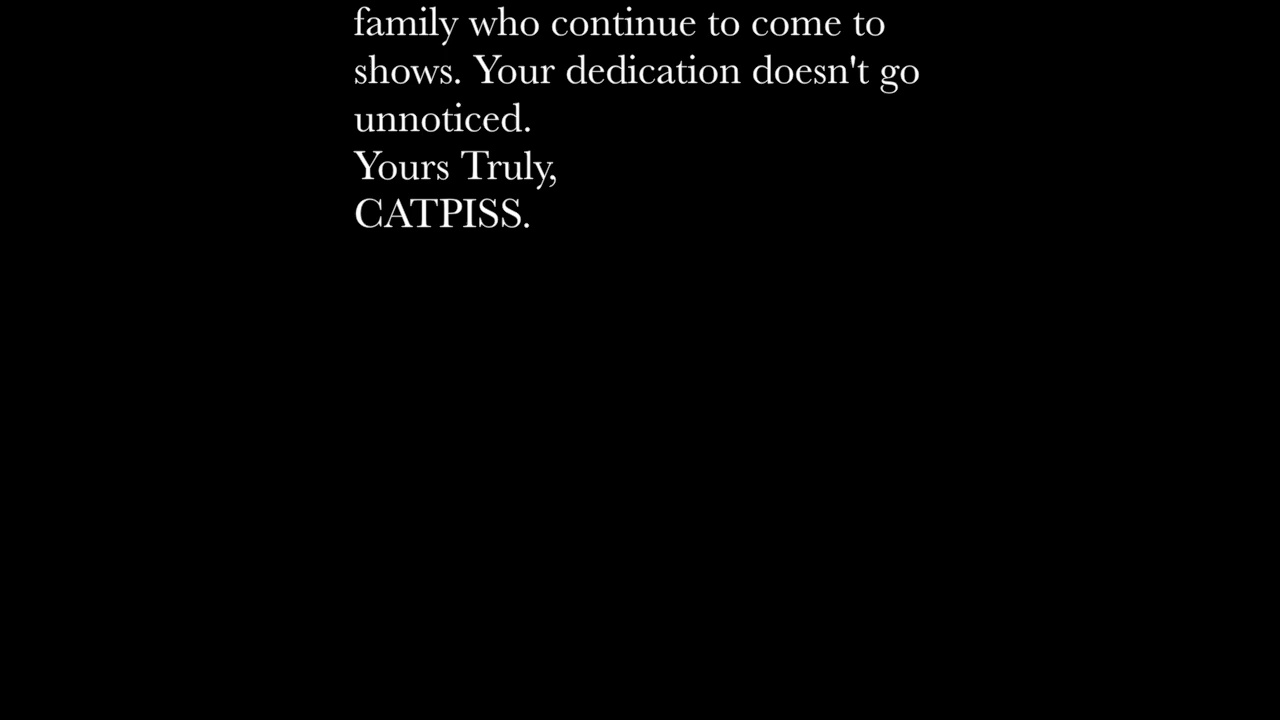 family who continue to come to
shows. Your dedication doesn't go
unnoticed.
Yours Truly,
CATPISS.